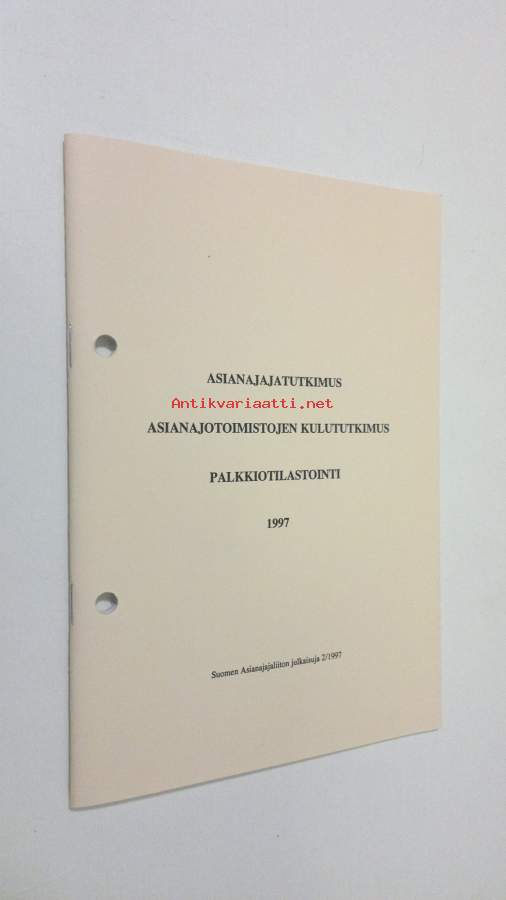 ASIANAJAJATUTKIMUS
Antikvariaatti.net
ASIANAJOTOIMISTOJEN KULUTUTKIMUS
PALKKIOTILASTOINTI
1997
Suomen Asianajajaliiton julkaisuja 2/1997